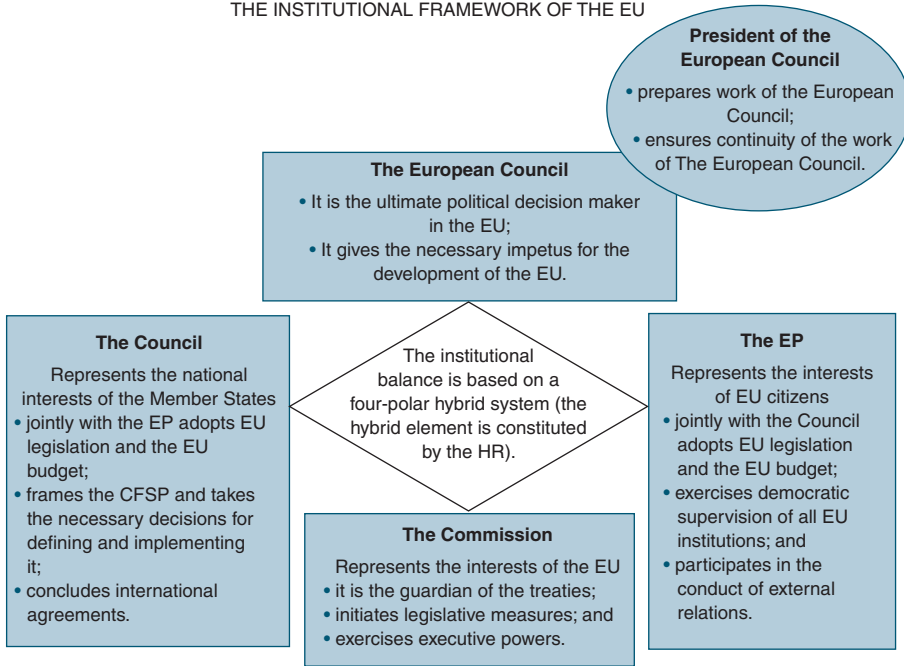 THE INSTITUTIONAL FRAMEWORK OF THE EU
President of the
European Council
• prepares work of the European
Council;
• ensures continuity of the work
of The European Council.
The European Council
• It is the ultimate political decision maker
in the EU;
• It gives the necessary impetus for the
development of the EU.
The Council
Represents the national
interests of the Member States
• jointly with the EP adopts EU
legislation and the EU
budget;
• frames the CFSP and takes
the necessary decisions for
defining and implementing
it;
• concludes international
agreements.
The institutional
balance is based on a
four-polar hybrid system (the
hybrid element is constituted
by the HR).
The EP
Represents the interests
of EU citizens
• jointly with the Council
adopts EU legislation
and the EU budget;
• exercises democratic
supervision of all EU
institutions; and
• participates in the
conduct of external
relations.
The Commission
Represents the interests of the EU
• it is the guardian of the treaties;
• initiates legislative measures; and
• exercises executive powers.